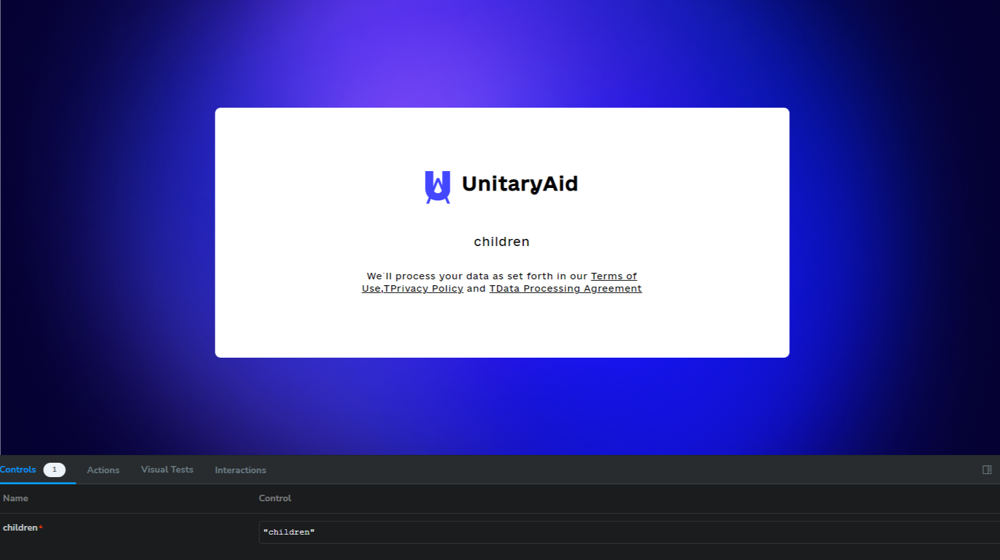 UnitaryAid
children
We'll process your data as set forth in our Terms of
Use,TPrivacy Policy and TData Processing Agreement
Controls 1 Actions Visual Tests Interactions
Name Control
children* "children"